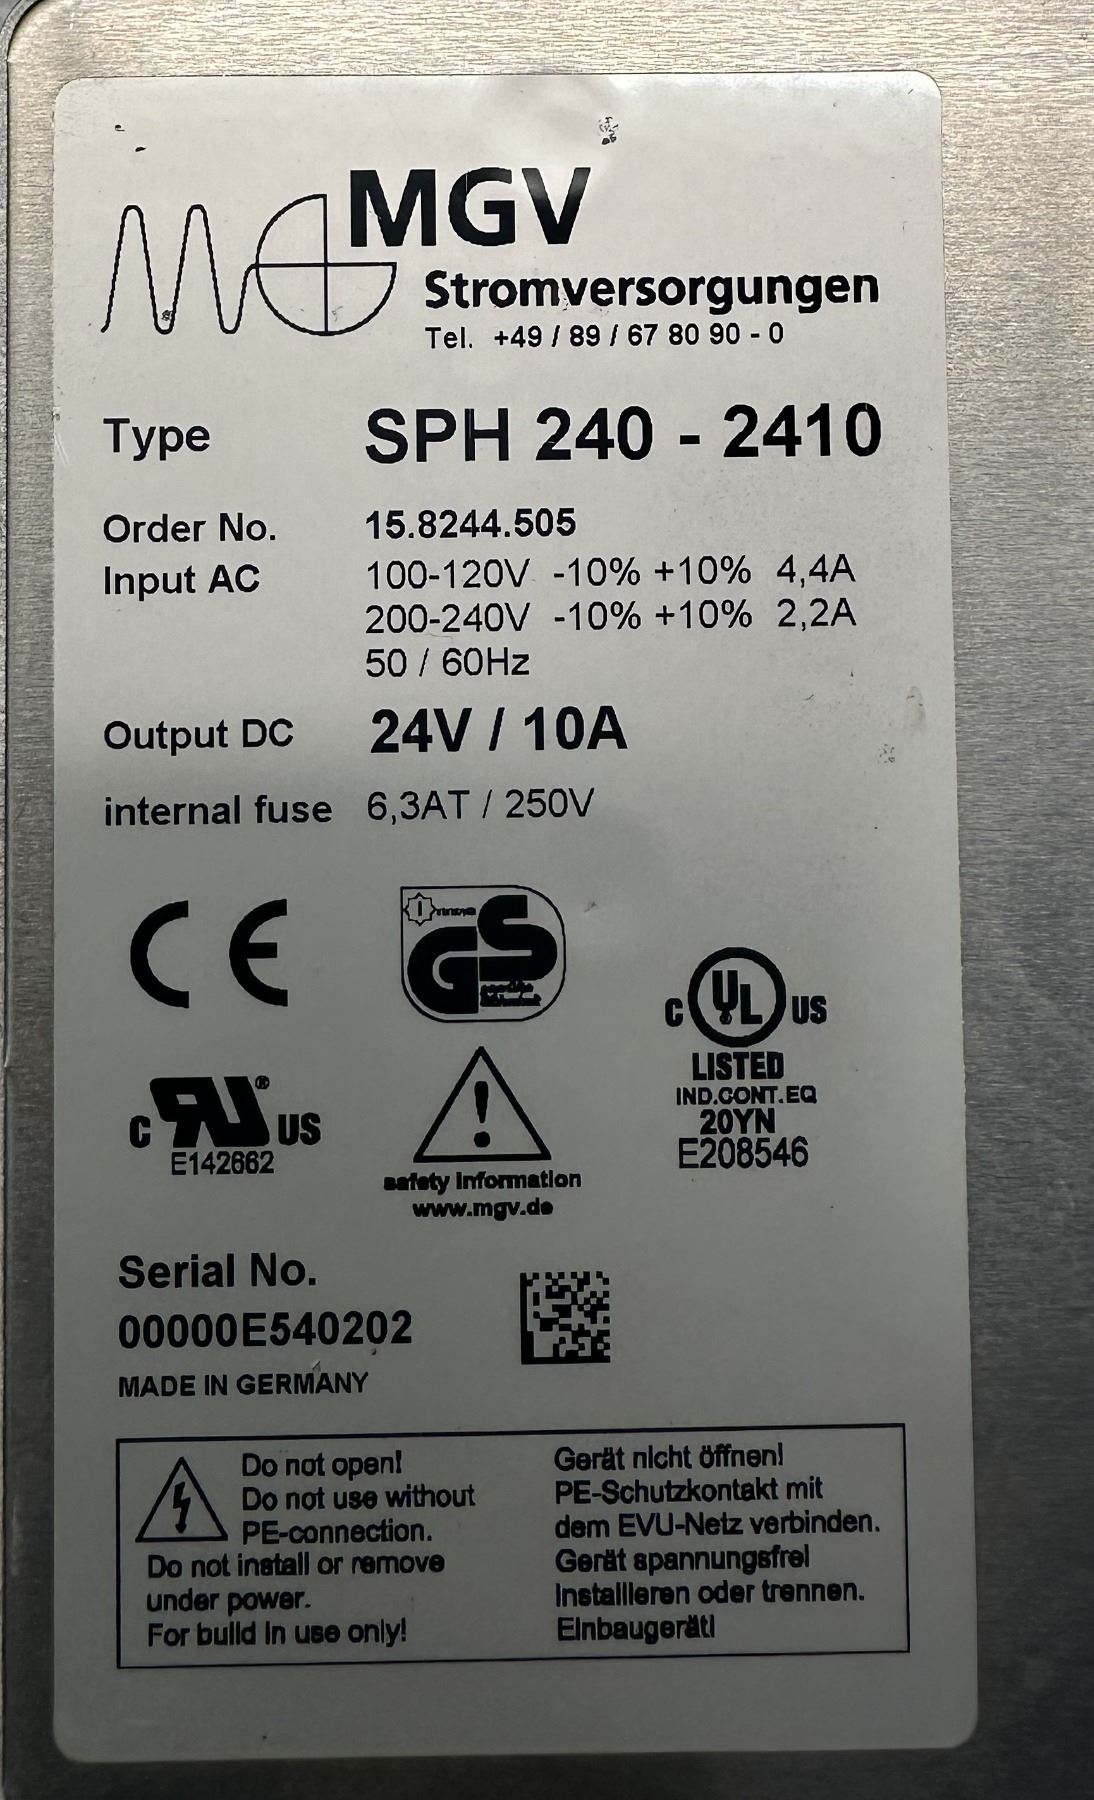 MGV
Stromversorgungen
Tel. +49 / 89 / 67 80 90 - 0
Type SPH 240 - 2410
Order No. 15.8244.505
Input AC 100-120V -10% +10% 4,4A
200-240V -10% +10% 2,2A
50 / 60Hz
Output DC 24V / 10A
internal fuse 6,3AT / 250V
CE
GS
geprüfte
Sicherheit
C UL US
LISTED
IND.CONT.EQ
20YN
E208546
C RU® US
E142662
safety Information
www.mgv.de
Serial No.
00000E540202
MADE IN GERMANY
Do not open!
Do not use without
PE-connection.
Do not install or remove
under power.
For build in use only!
Gerät nicht öffnen!
PE-Schutzkontakt mit
dem EVU-Netz verbinden.
Gerät spannungsfrei
Installieren oder trennen.
Einbaugerät!